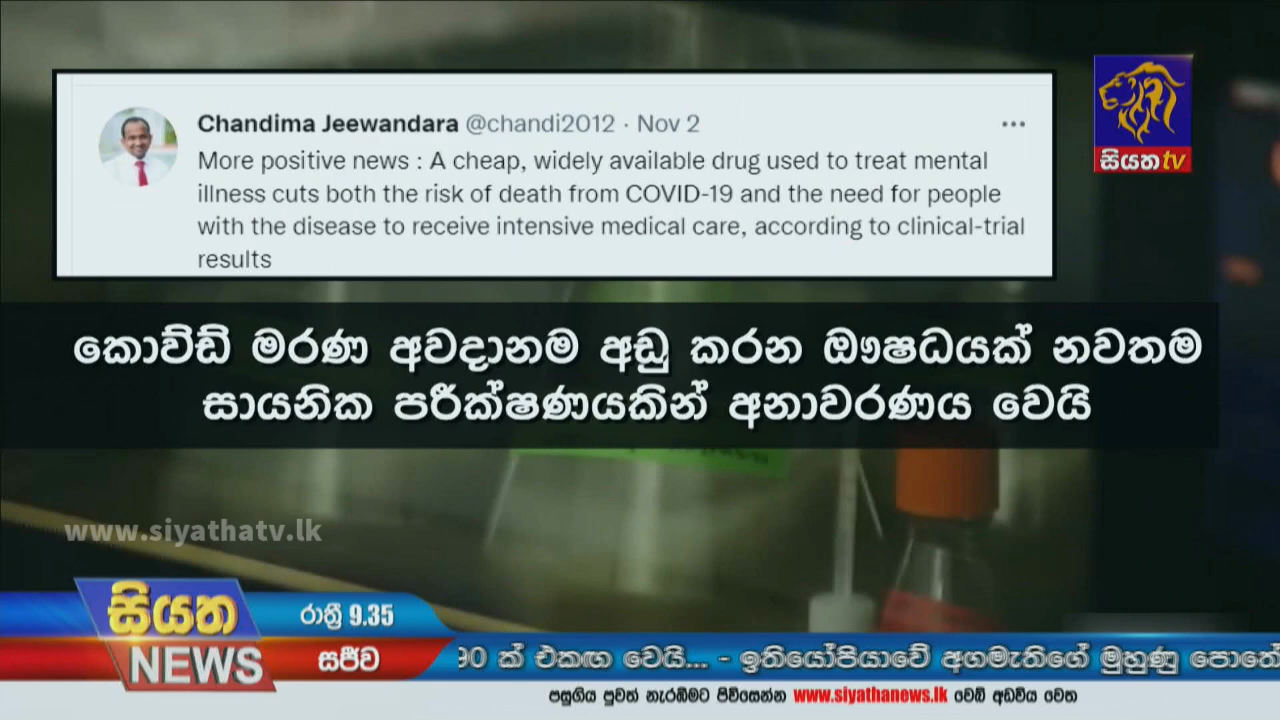 Chandima Jeewandara @chandi2012 · Nov 2
More positive news : A cheap, widely available drug used to treat mental
illness cuts both the risk of death from COVID-19 and the need for people
with the disease to receive intensive medical care, according to clinical-trial
results
සියත tv
කොවිඩ් මරණ අවදානම අඩු කරන ඖෂධයක් නවතම
සායනික පරීක්ෂණයකින් අනාවරණය වෙයි
www.siyathatv.lk
සියත
NEWS
රාත්‍රී 9.35
සජීව
90 ක් එකඟ වෙයි... - ඉතියෝපියාවේ අගමැතිගේ මුහුණු
පසුගිය පුවත් නැරඹීමට පිවිසෙන්න www.siyathanews.lk වෙබ් අඩවිය වෙත